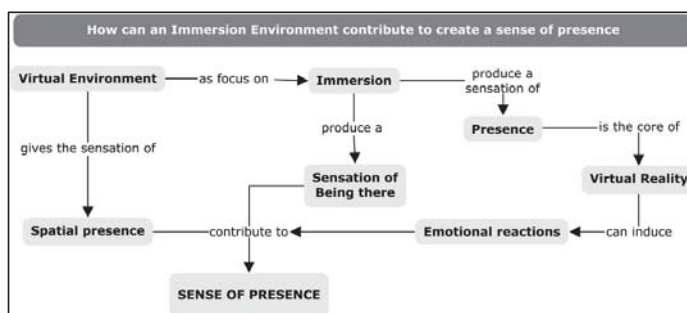 How can an Immersion Environment contribute to create a sense of presence
Virtual Environment
as focus on
Immersion
produce a
sensation of
Presence
is the core of
produce a
gives the sensation of
Sensation of
Being there
Virtual Reality
Spatial presence
contribute to
Emotional reactions
can induce
SENSE OF PRESENCE